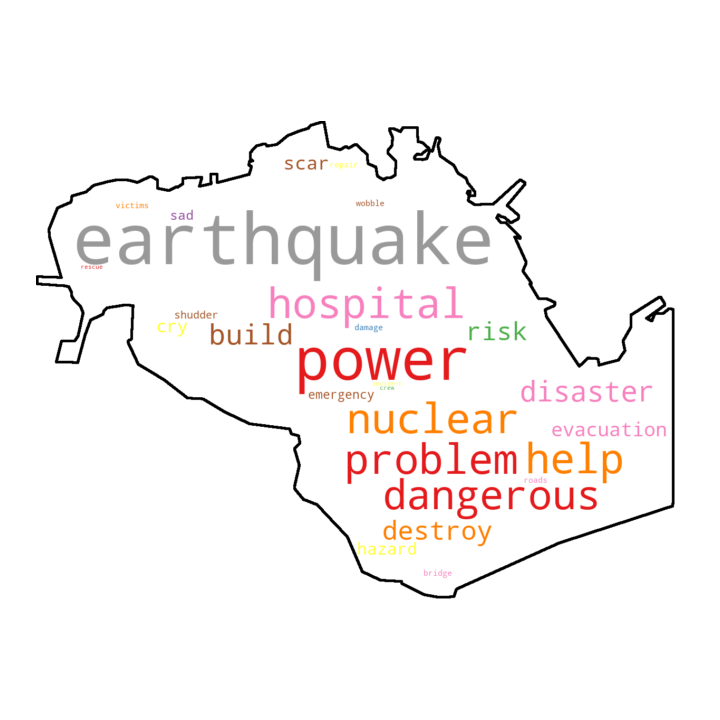 scar
repair
victims
wobble
sad
earthquake
rescue
hospital
shudder
cry
build
damage
risk
power
crew
disaster
emergency
nuclear
evacuation
problem
help
roads
dangerous
destroy
hazard
bridge